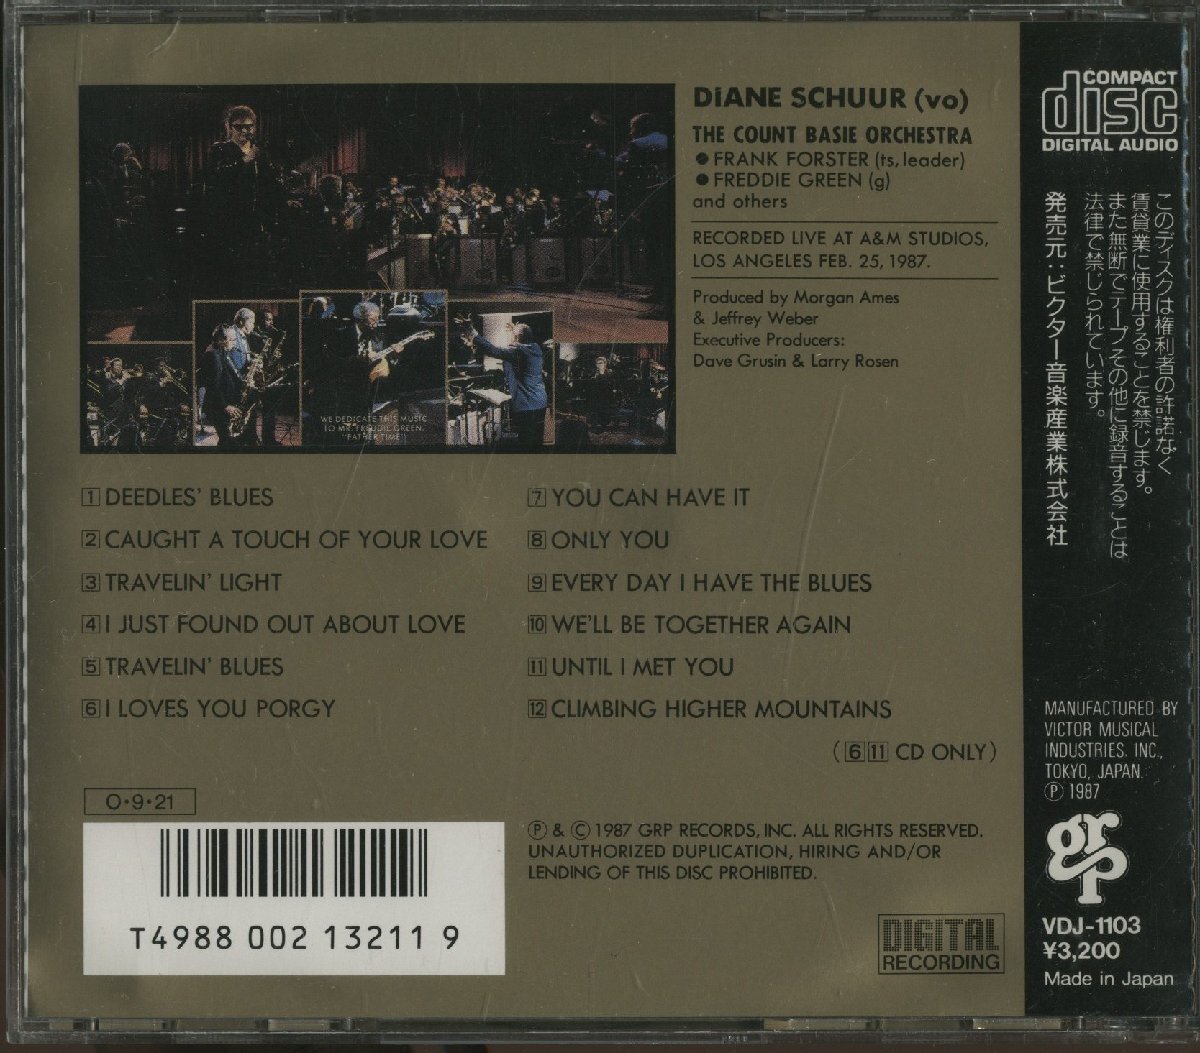 DIANE SCHUUR (vo)
THE COUNT BASIE ORCHESTRA
● FRANK FORSTER (ts, leader)
● FREDDIE GREEN (g)
and others
RECORDED LIVE AT A&M STUDIOS,
LOS ANGELES FEB. 25, 1987.
Produced by Morgan Ames
& Jeffrey Weber
Executive Producers:
Dave Grusin & Larry Rosen
WE DEDICATE THIS MUSIC
TO MR. FREDDIE GREEN,
"FATHER TIME"
1 DEEDLES' BLUES
2 CAUGHT A TOUCH OF YOUR LOVE
3 TRAVELIN' LIGHT
4 I JUST FOUND OUT ABOUT LOVE
5 TRAVELIN' BLUES
6 I LOVES YOU PORGY
7 YOU CAN HAVE IT
8 ONLY YOU
9 EVERY DAY I HAVE THE BLUES
10 WE'LL BE TOGETHER AGAIN
11 UNTIL I MET YOU
12 CLIMBING HIGHER MOUNTAINS
(6 11 CD ONLY)
O·9·21
T4988 002 13211 9
Ⓟ & © 1987 GRP RECORDS, INC. ALL RIGHTS RESERVED.
UNAUTHORIZED DUPLICATION, HIRING AND/OR
LENDING OF THIS DISC PROHIBITED.
DIGITAL
RECORDING
COMPACT
disc
DIGITAL AUDIO
このディスクは権利者の許諾なく
賃貸業に使用することを禁じます。
また無断でテープその他に録音することは
法律で禁じられています。
発売元:ビクター音楽産業株式会社
MANUFACTURED BY
VICTOR MUSICAL
INDUSTRIES. INC.,
TOKYO, JAPAN.
Ⓟ 1987
grp
VDJ-1103
¥3,200
Made in Japan